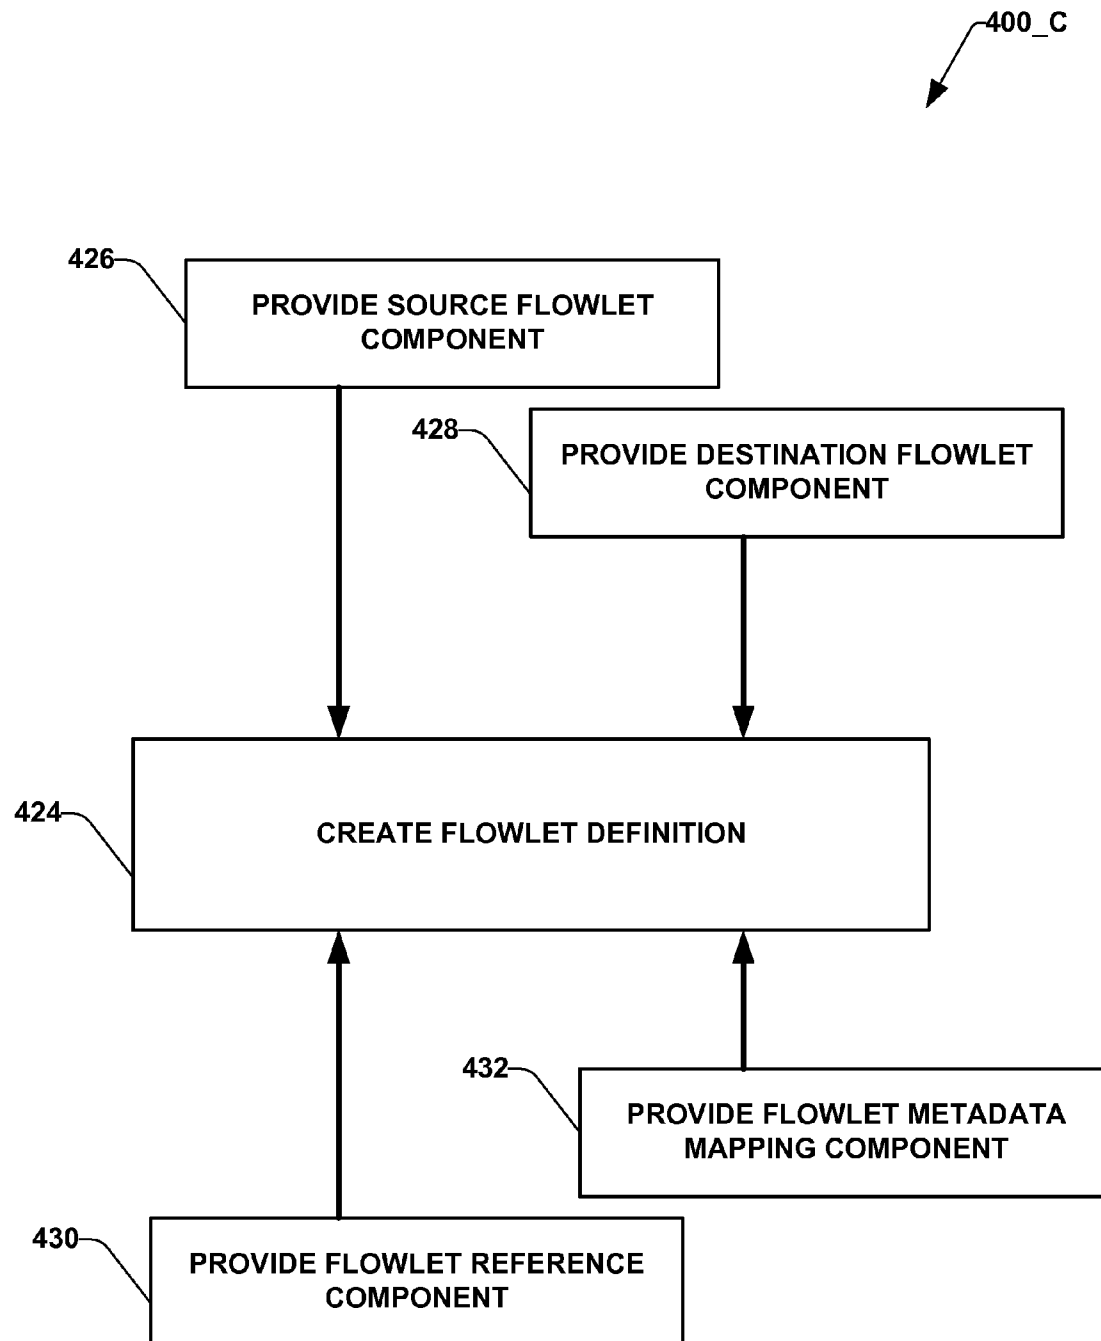 400_C
426
PROVIDE SOURCE FLOWLET
COMPONENT
428
PROVIDE DESTINATION FLOWLET
COMPONENT
424
CREATE FLOWLET DEFINITION
432
PROVIDE FLOWLET METADATA
MAPPING COMPONENT
430
PROVIDE FLOWLET REFERENCE
COMPONENT